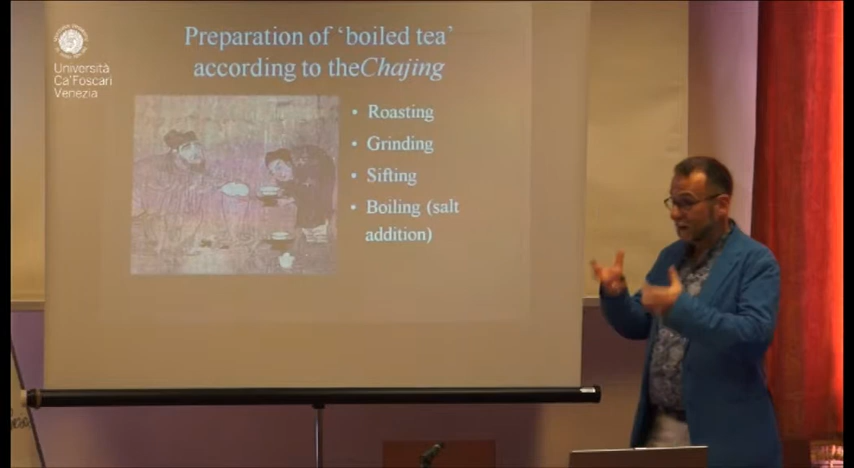 Università
Ca'Foscari
Venezia
Preparation of 'boiled tea'
according to theChajing
• Roasting
• Grinding
• Sifting
• Boiling (salt
addition)